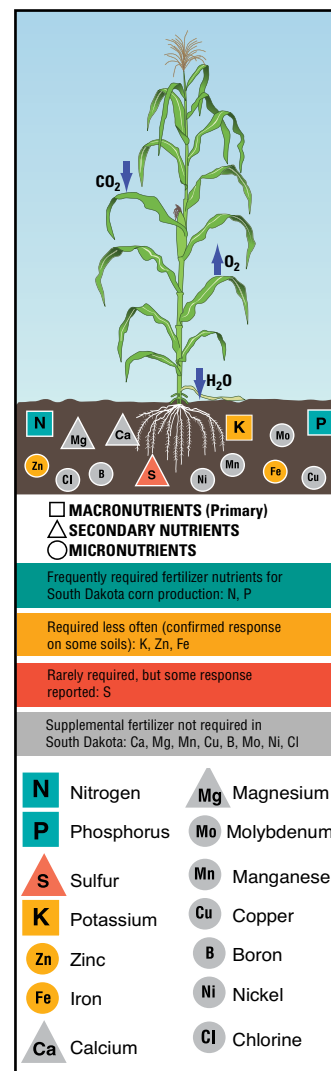 CO₂
O₂
H₂O
N
Mg
Ca
K
Mo
P
Zn
Cl
B
S
Ni
Mn
Fe
Cu
MACRONUTRIENTS (Primary)
SECONDARY NUTRIENTS
MICRONUTRIENTS
Frequently required fertilizer nutrients for
South Dakota corn production: N, P
Required less often (confirmed response
on some soils): K, Zn, Fe
Rarely required, but some response
reported: S
Supplemental fertilizer not required in
South Dakota: Ca, Mg, Mn, Cu, B, Mo, Ni, Cl
N Nitrogen
P Phosphorus
S Sulfur
K Potassium
Zn Zinc
Fe Iron
Ca Calcium
Mg Magnesium
Mo Molybdenum
Mn Manganese
Cu Copper
B Boron
Ni Nickel
Cl Chlorine